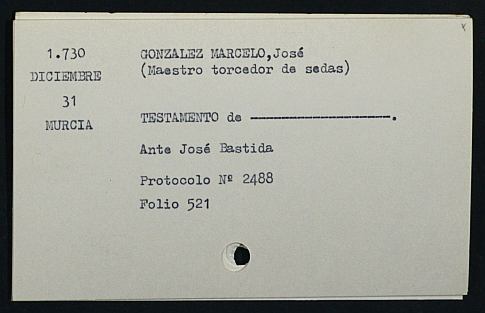 1.730
DICIEMBRE
31
MURCIA
GONZALEZ MARCELO,José
(Maestro torcedor de sedas)
TESTAMENTO de ------------------------.
Ante José Bastida
Protocolo Nº 2488
Folio 521